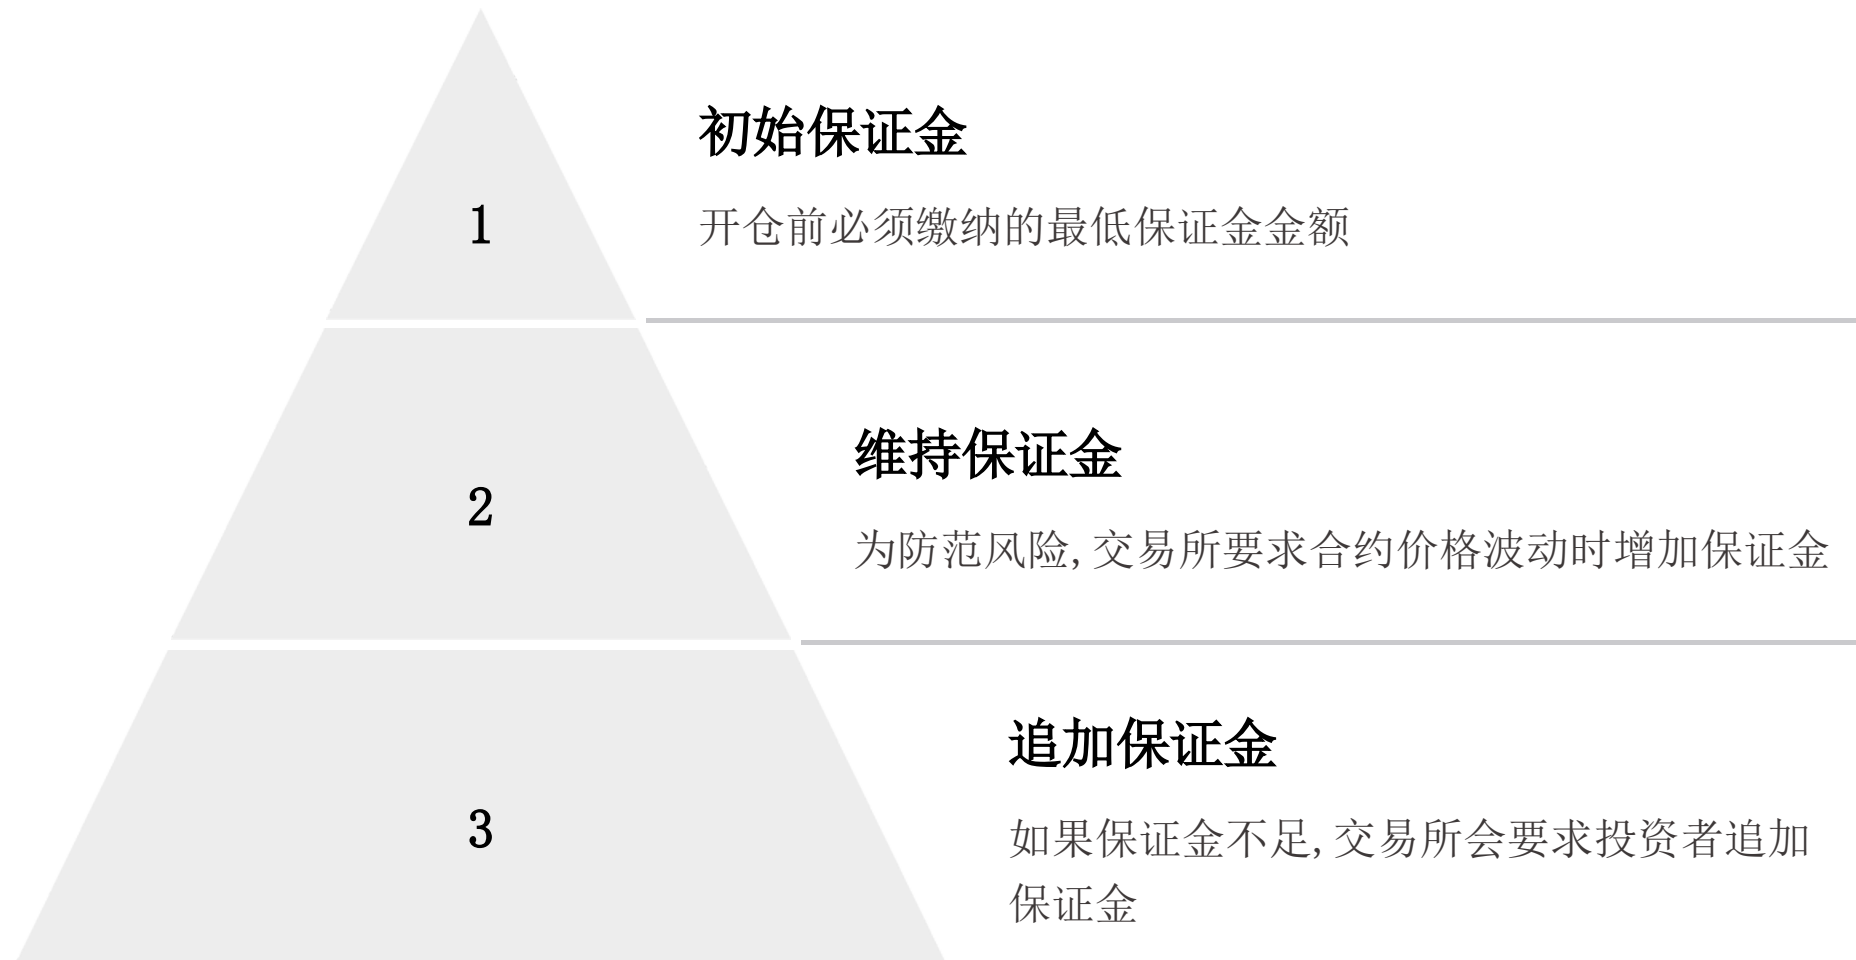 初始保证金
1
开仓前必须缴纳的最低保证金金额
维持保证金
2
为防范风险,交易所要求合约价格波动时增加保证金
追加保证金
3
如果保证金不足,交易所会要求投资者追加
保证金